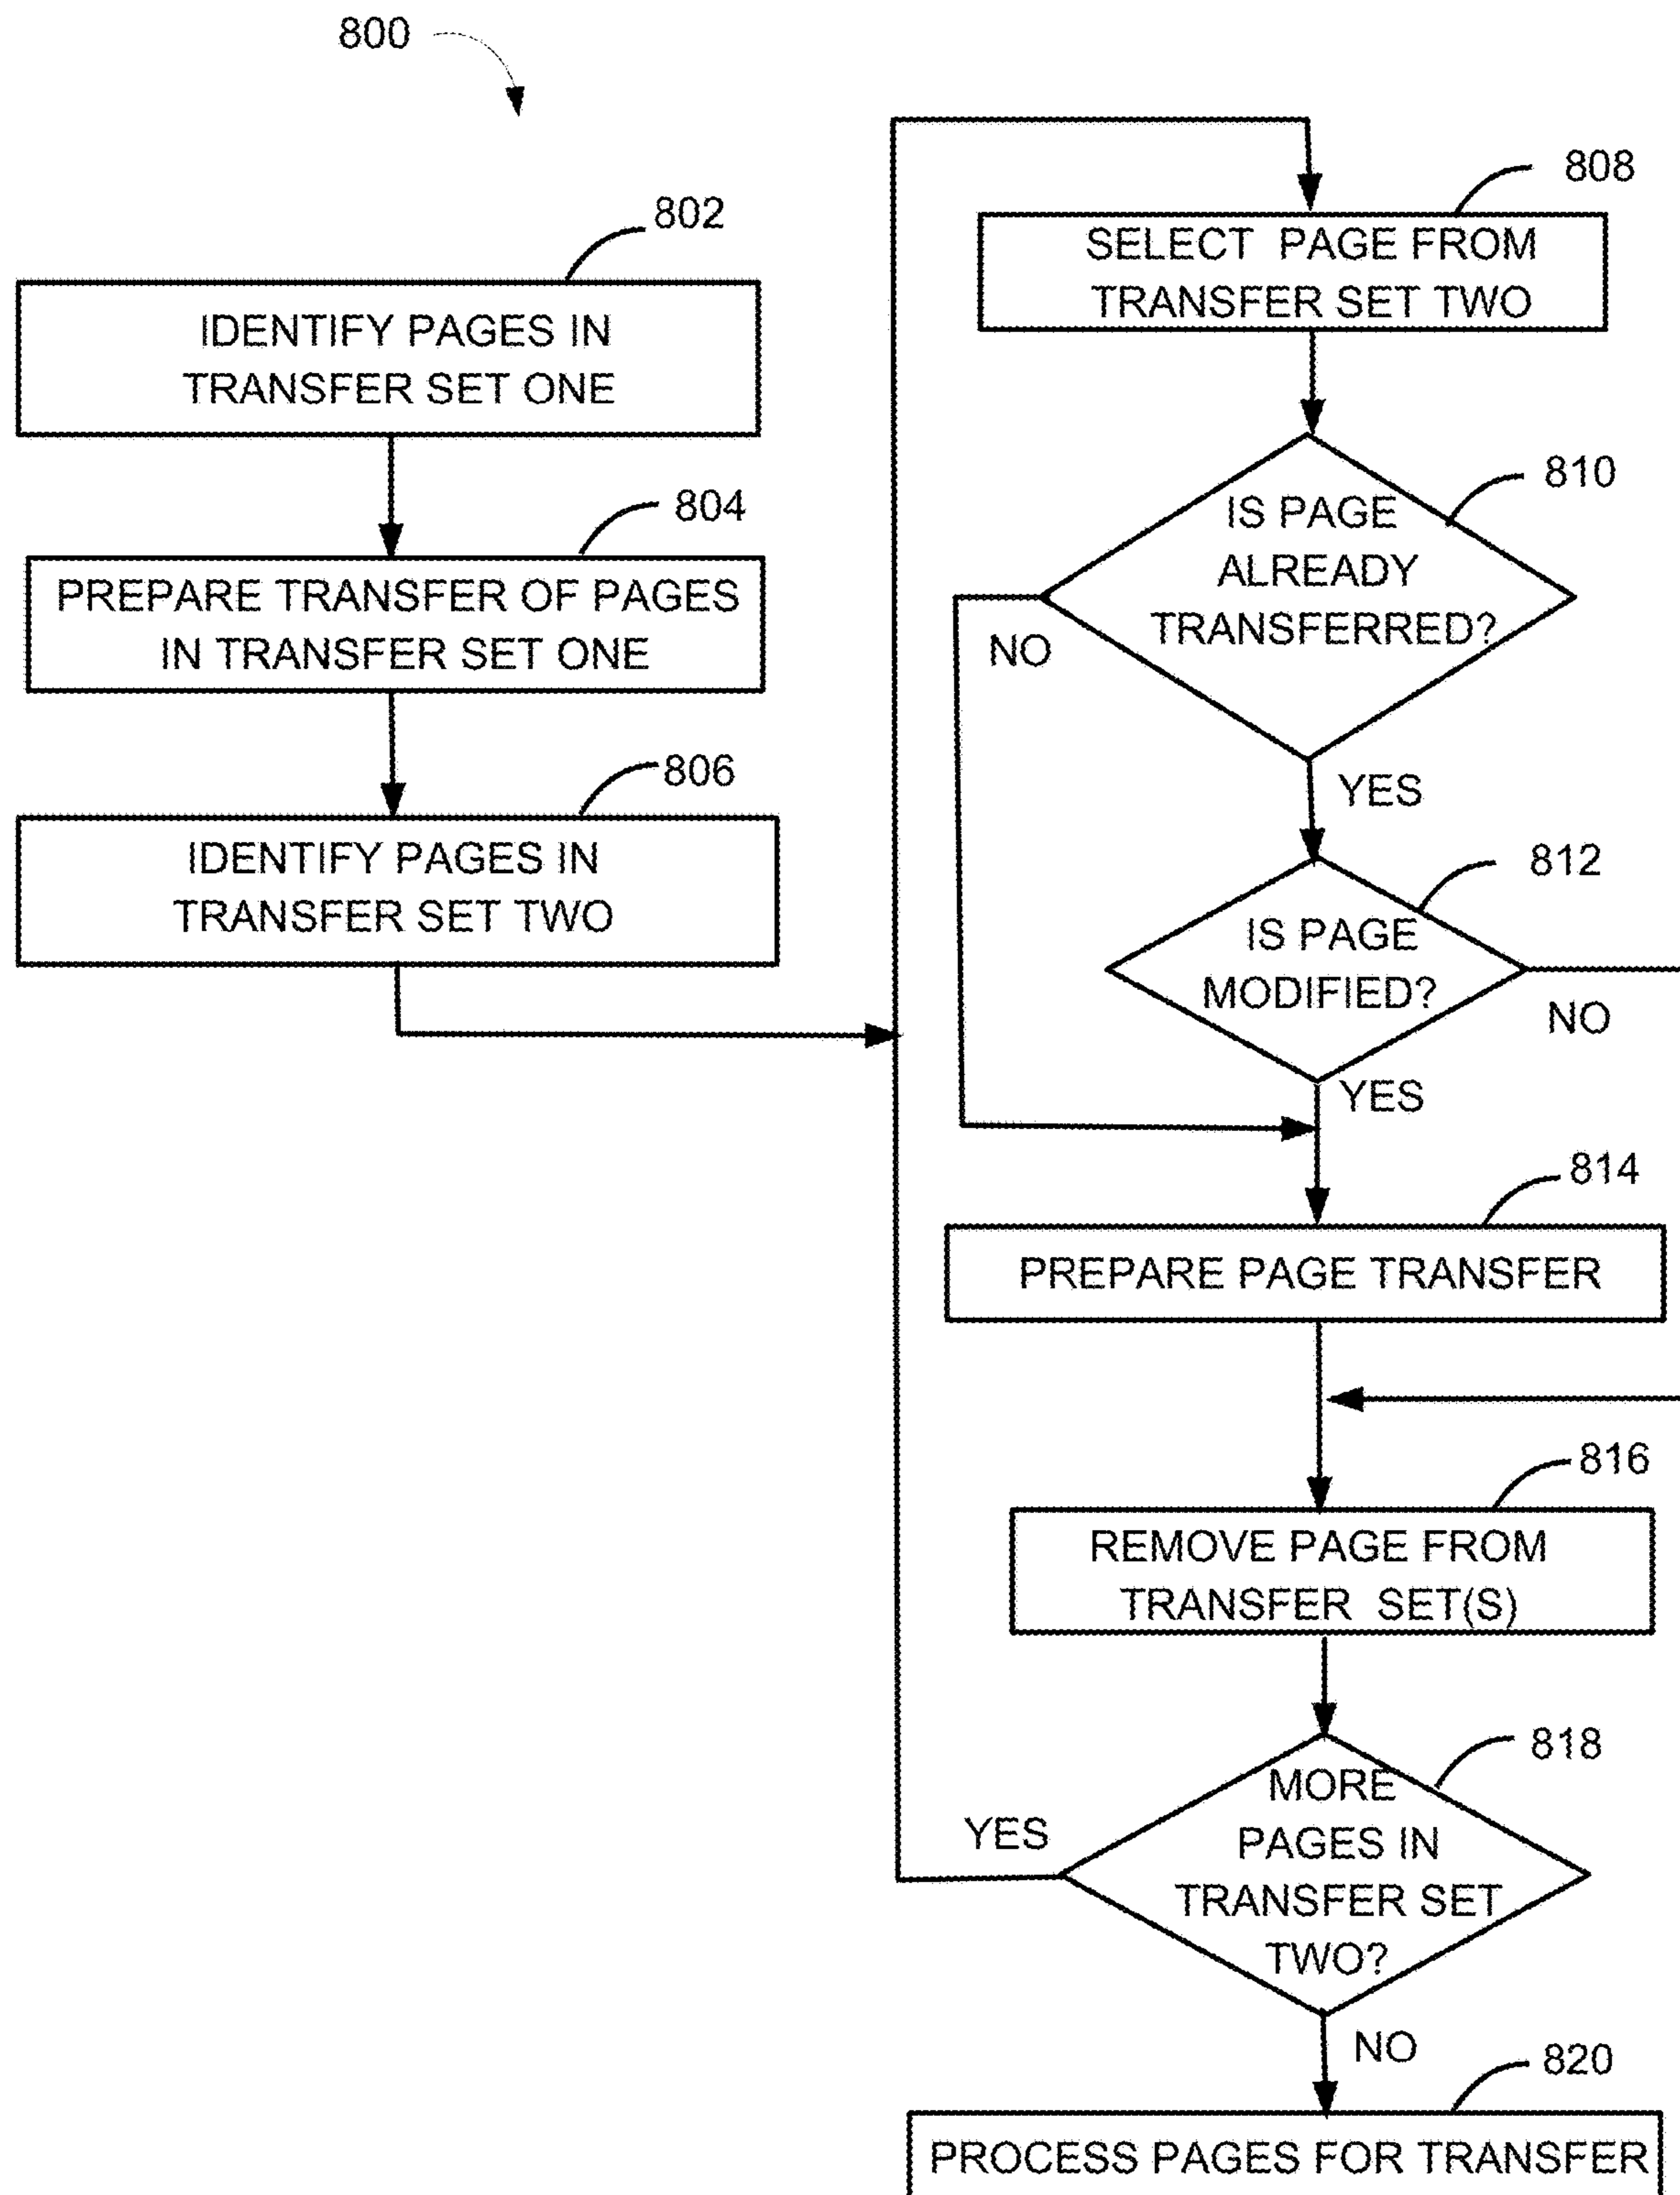 800
802
IDENTIFY PAGES IN
TRANSFER SET ONE
804
PREPARE TRANSFER OF PAGES
IN TRANSFER SET ONE
806
IDENTIFY PAGES IN
TRANSFER SET TWO
808
SELECT PAGE FROM
TRANSFER SET TWO
810
IS PAGE
ALREADY
TRANSFERRED?
NO
YES
812
IS PAGE
MODIFIED?
NO
YES
814
PREPARE PAGE TRANSFER
816
REMOVE PAGE FROM
TRANSFER SET(S)
818
MORE
PAGES IN
TRANSFER SET
TWO?
YES
NO
820
PROCESS PAGES FOR TRANSFER